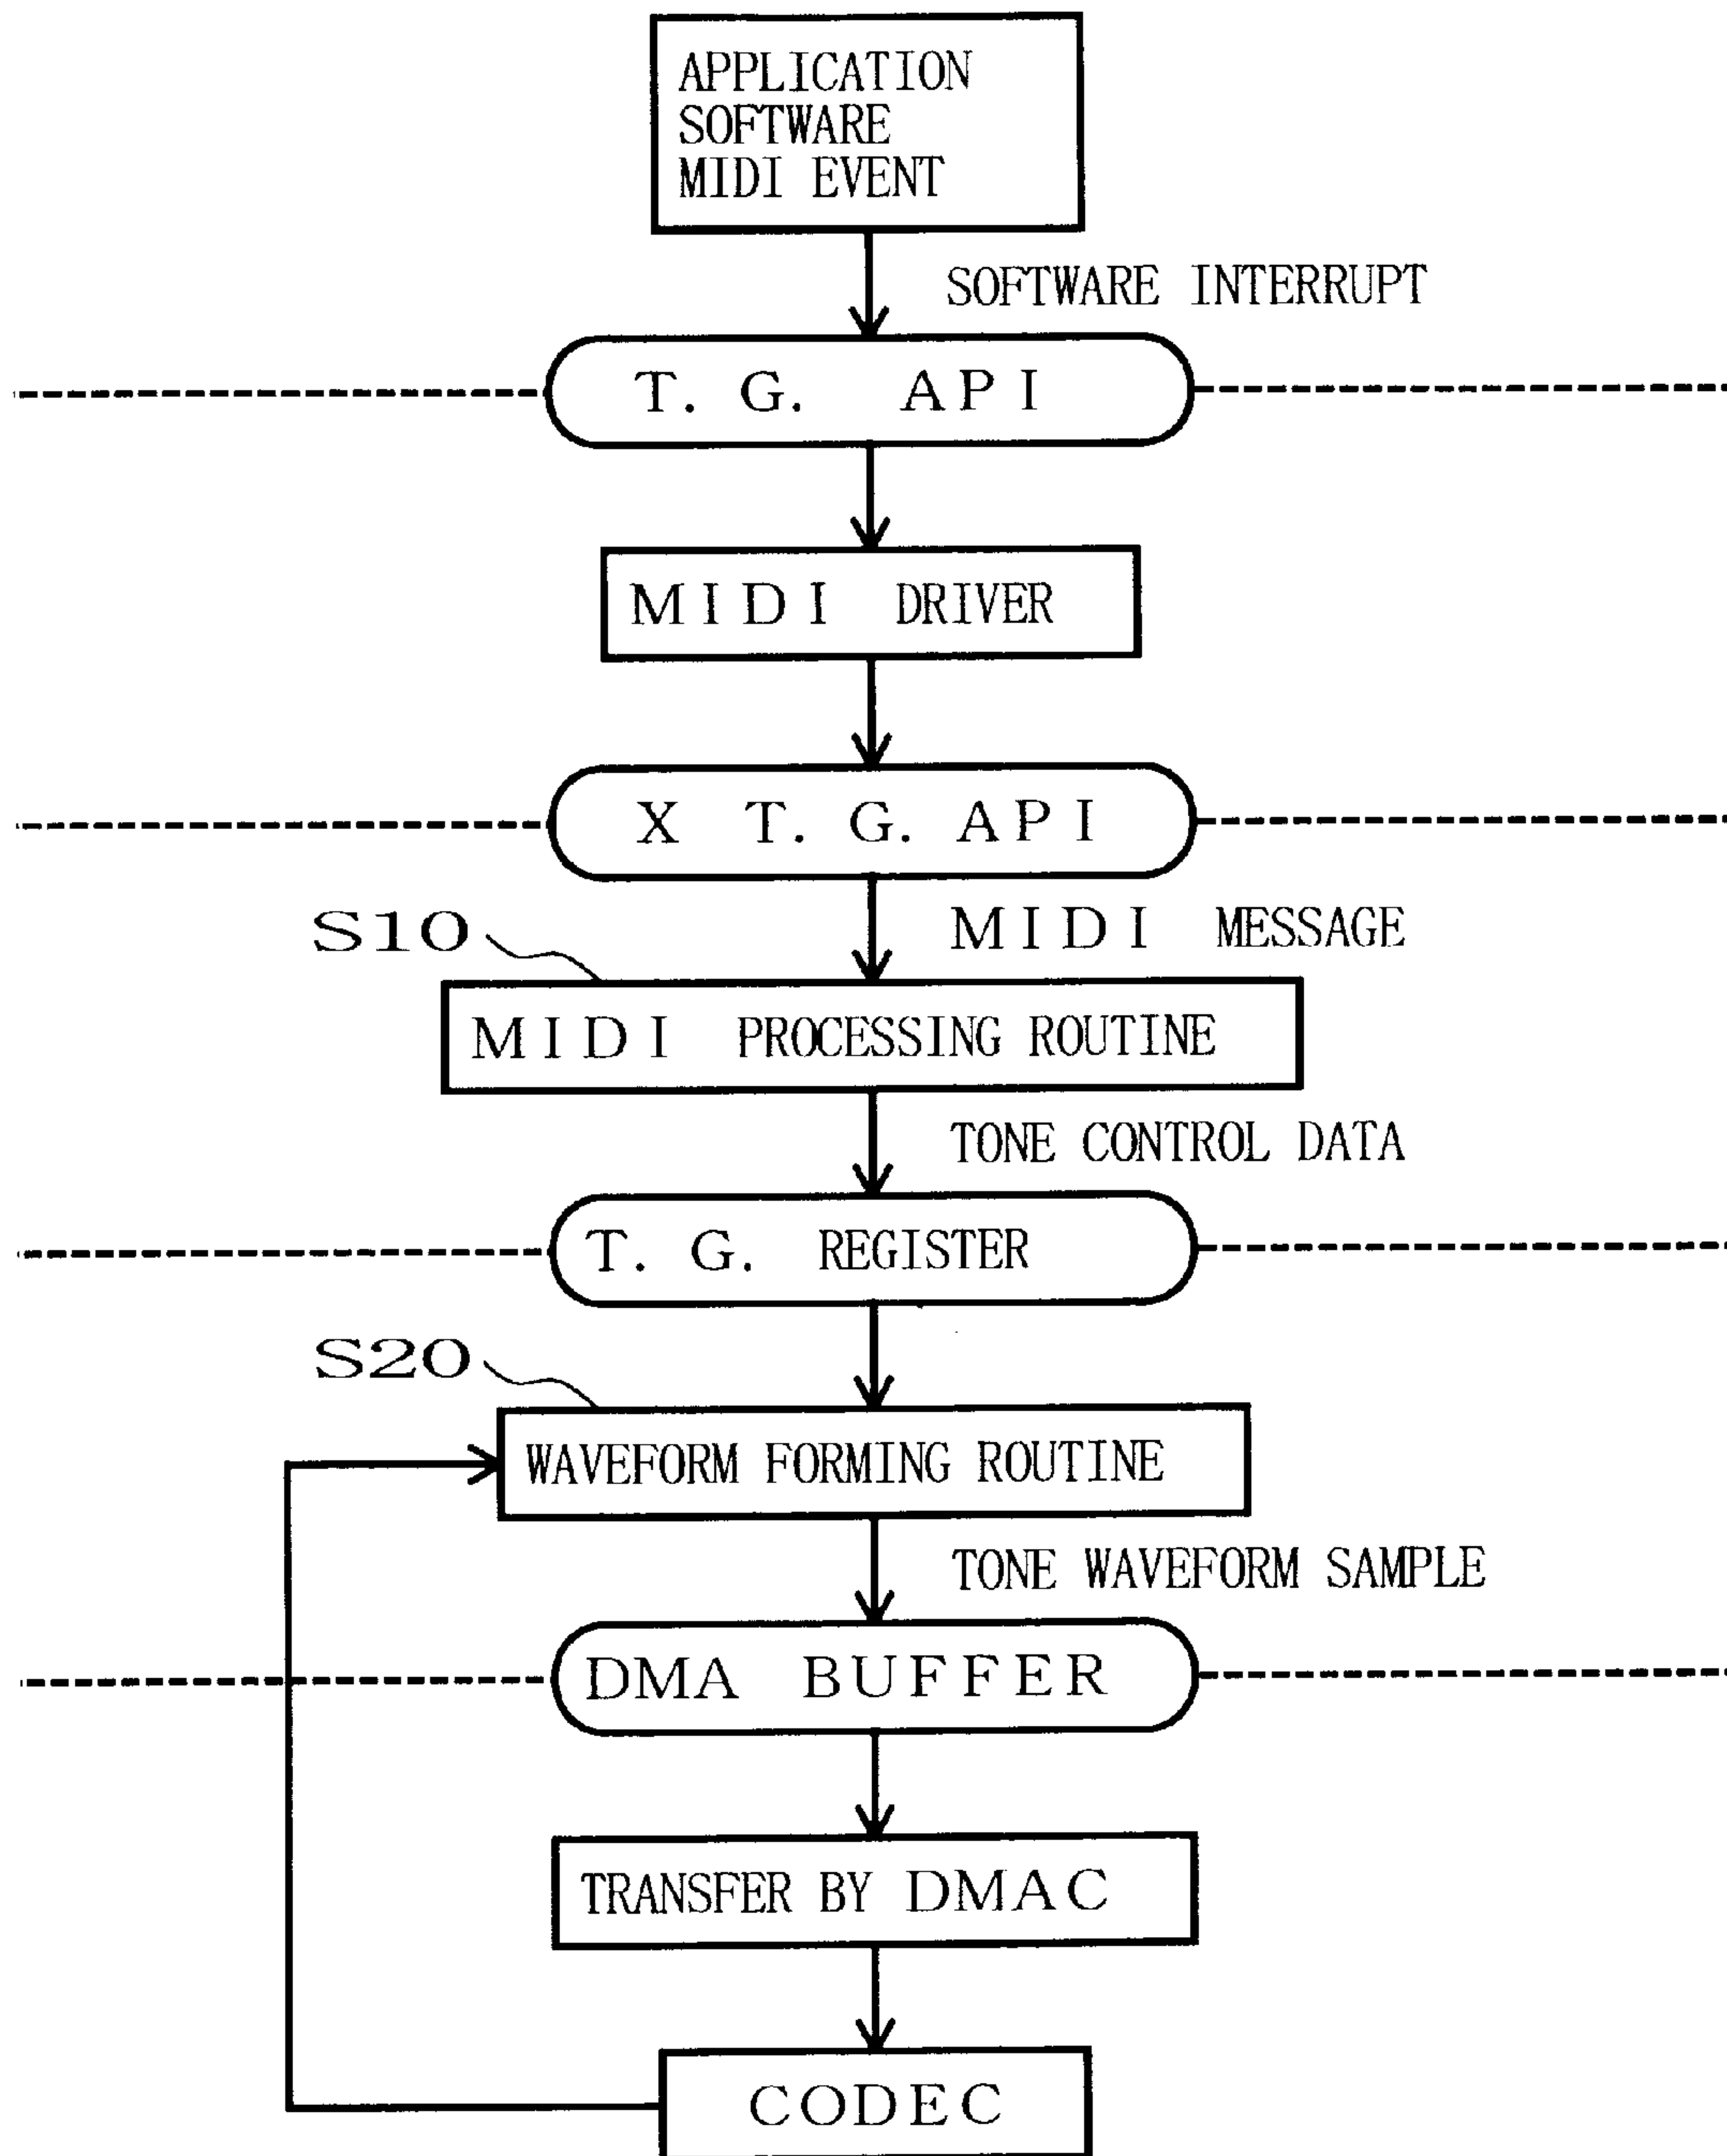 APPLICATION
SOFTWARE
MIDI EVENT
SOFTWARE INTERRUPT
T. G. API
MIDI DRIVER
X T. G. API
S10
MIDI MESSAGE
MIDI PROCESSING ROUTINE
TONE CONTROL DATA
T. G. REGISTER
S20
WAVEFORM FORMING ROUTINE
TONE WAVEFORM SAMPLE
DMA BUFFER
TRANSFER BY DMAC
CODEC